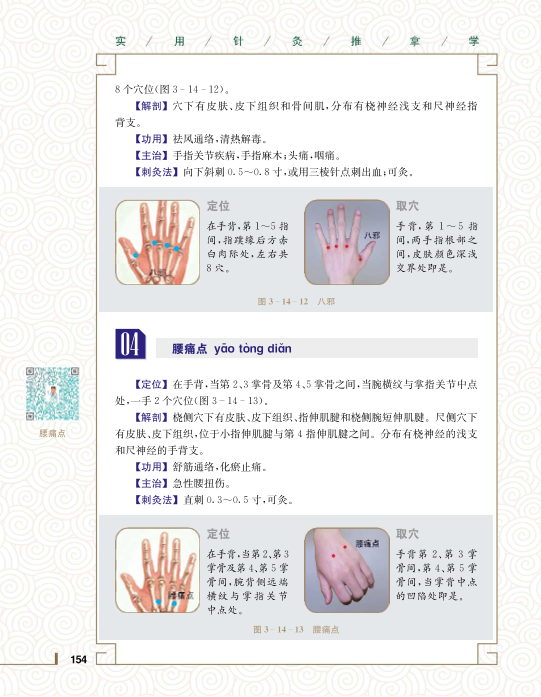 实 / 用 / 针 / 灸 / 推 / 拿 / 学
8个穴位(图3-14-12)。
【解剖】穴下有皮肤、皮下组织和骨间肌,分布有桡神经浅支和尺神经指
背支。
【功用】祛风通络,清热解毒。
【主治】手指关节疾病,手指麻木;头痛,咽痛。
【刺灸法】向下斜刺0.5~0.8寸,或用三棱针点刺出血;可灸。
八邪
定位
在手背,第1~5指
间,指蹼缘后方赤
白肉际处,左右共
8穴。
八邪
取穴
手背,第1~5指
间,两手指根部之
间,皮肤颜色深浅
交界处即是。
图3-14-12 八邪
04
腰痛点 yāo tòng diǎn
腰痛点
【定位】在手背,当第2、3掌骨及第4、5掌骨之间,当腕横纹与掌指关节中点
处,一手2个穴位(图3-14-13)。
【解剖】桡侧穴下有皮肤、皮下组织、指伸肌腱和桡侧腕短伸肌腱。尺侧穴下
有皮肤、皮下组织,位于小指伸肌腱与第4指伸肌腱之间。分布有桡神经的浅支
和尺神经的手背支。
【功用】舒筋通络,化瘀止痛。
【主治】急性腰扭伤。
【刺灸法】直刺0.3~0.5寸,可灸。
腰痛点
定位
在手背,当第2、第3
掌骨及第4、第5掌
骨间,腕背侧远端
横纹与掌指关节
中点处。
腰痛点
取穴
手背第2、第3掌
骨间,第4、第5掌
骨间,当掌骨中点
的凹陷处即是。
图3-14-13 腰痛点
154